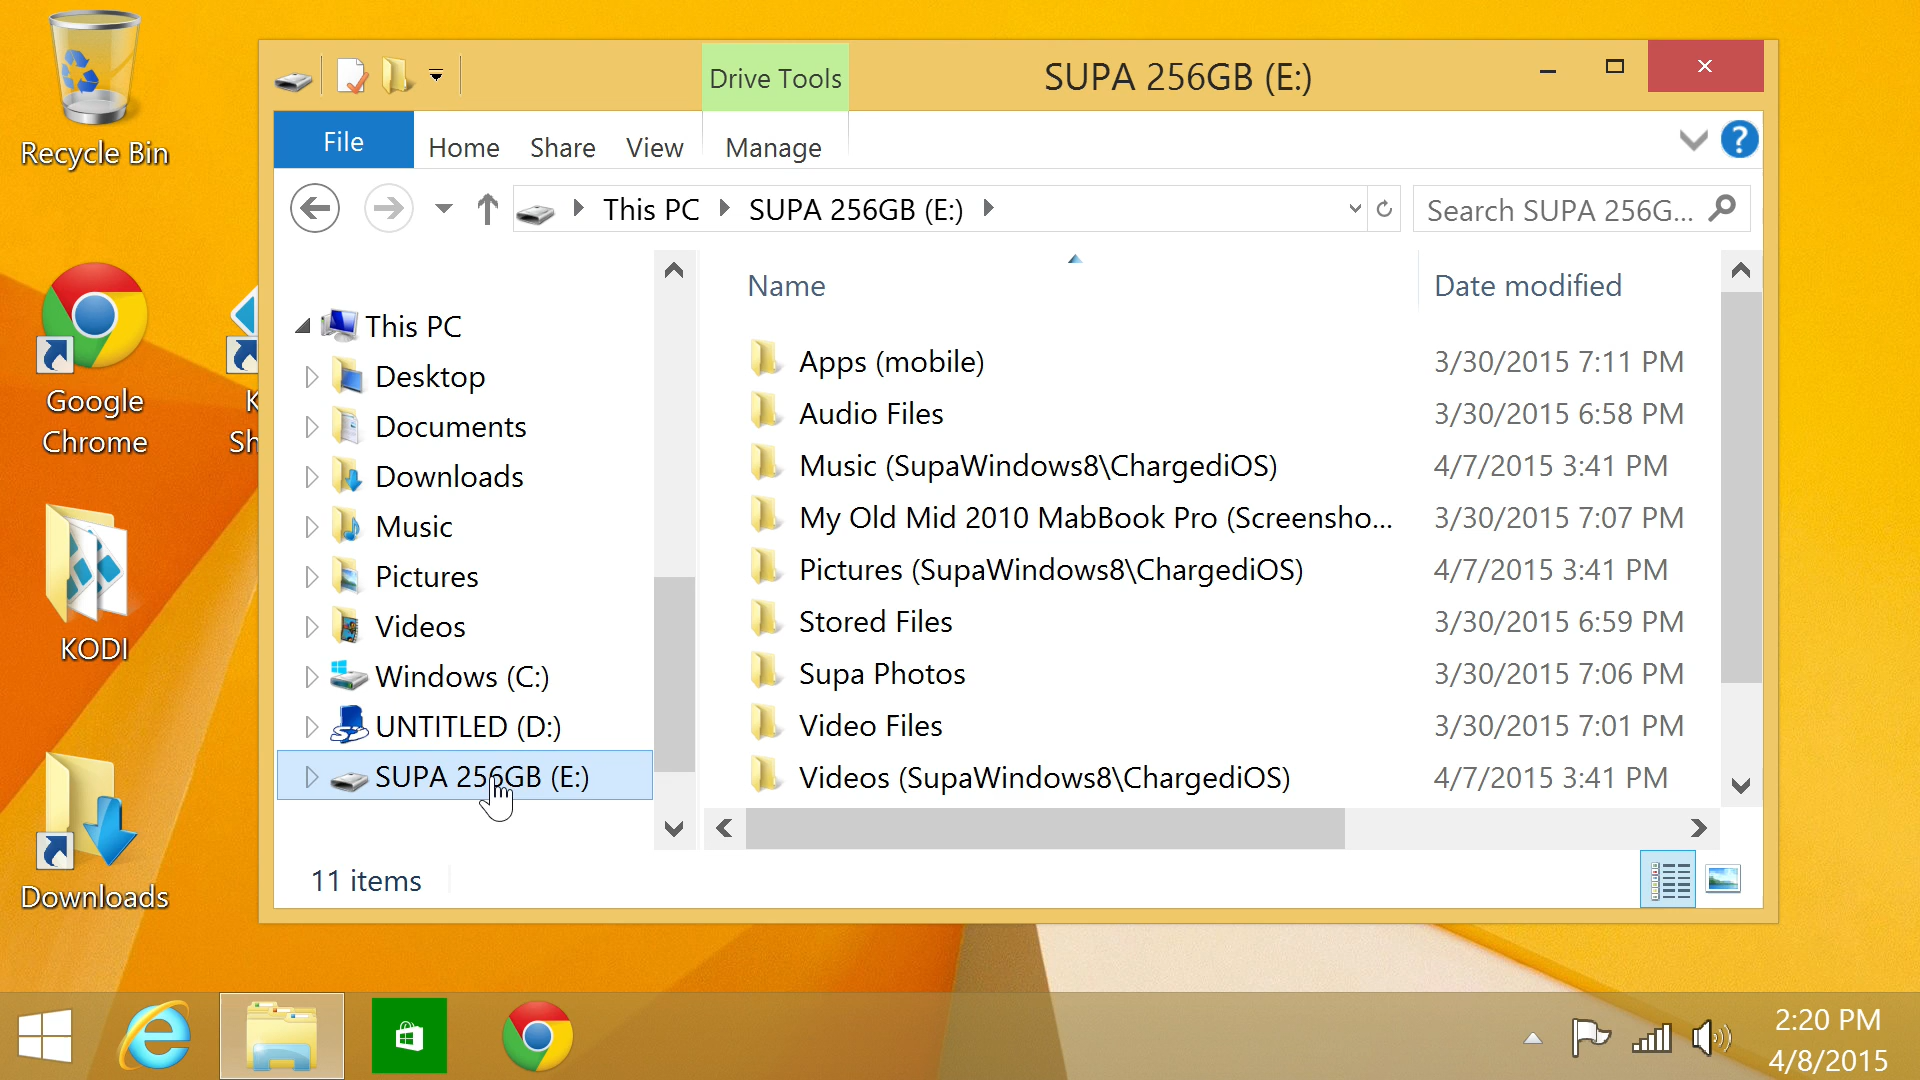 Recycle Bin
Google
Chrome
K
Sh
KODI
Downloads
Drive Tools
SUPA 256GB (E:)
File
Home
Share
View
Manage
This PC
SUPA 256GB (E:)
Search SUPA 256G...
Name
Date modified
This PC
Desktop
Documents
Downloads
Music
Pictures
Videos
Windows (C:)
UNTITLED (D:)
SUPA 256GB (E:)
Apps (mobile) 3/30/2015 7:11 PM
Audio Files 3/30/2015 6:58 PM
Music (SupaWindows8\ChargediOS) 4/7/2015 3:41 PM
My Old Mid 2010 MabBook Pro (Screensho... 3/30/2015 7:07 PM
Pictures (SupaWindows8\ChargediOS) 4/7/2015 3:41 PM
Stored Files 3/30/2015 6:59 PM
Supa Photos 3/30/2015 7:06 PM
Video Files 3/30/2015 7:01 PM
Videos (SupaWindows8\ChargediOS) 4/7/2015 3:41 PM
11 items
2:20 PM
4/8/2015